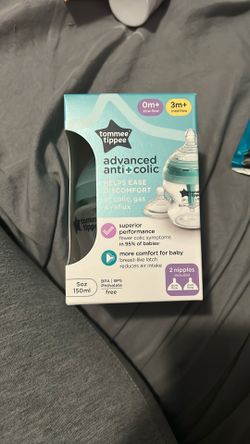 0m+
slow flow
3m+
med flow
tommee
tippee
advanced
anti+colic
HELPS EASE
DISCOMFORT
of colic, gas
& reflux
superior
performance
fewer colic symptoms
in 95% of babies
more comfort for baby
breast-like latch
reduces air intake
5oz
150ml
BPA | BPS
Phthalate
free
2 nipples
included